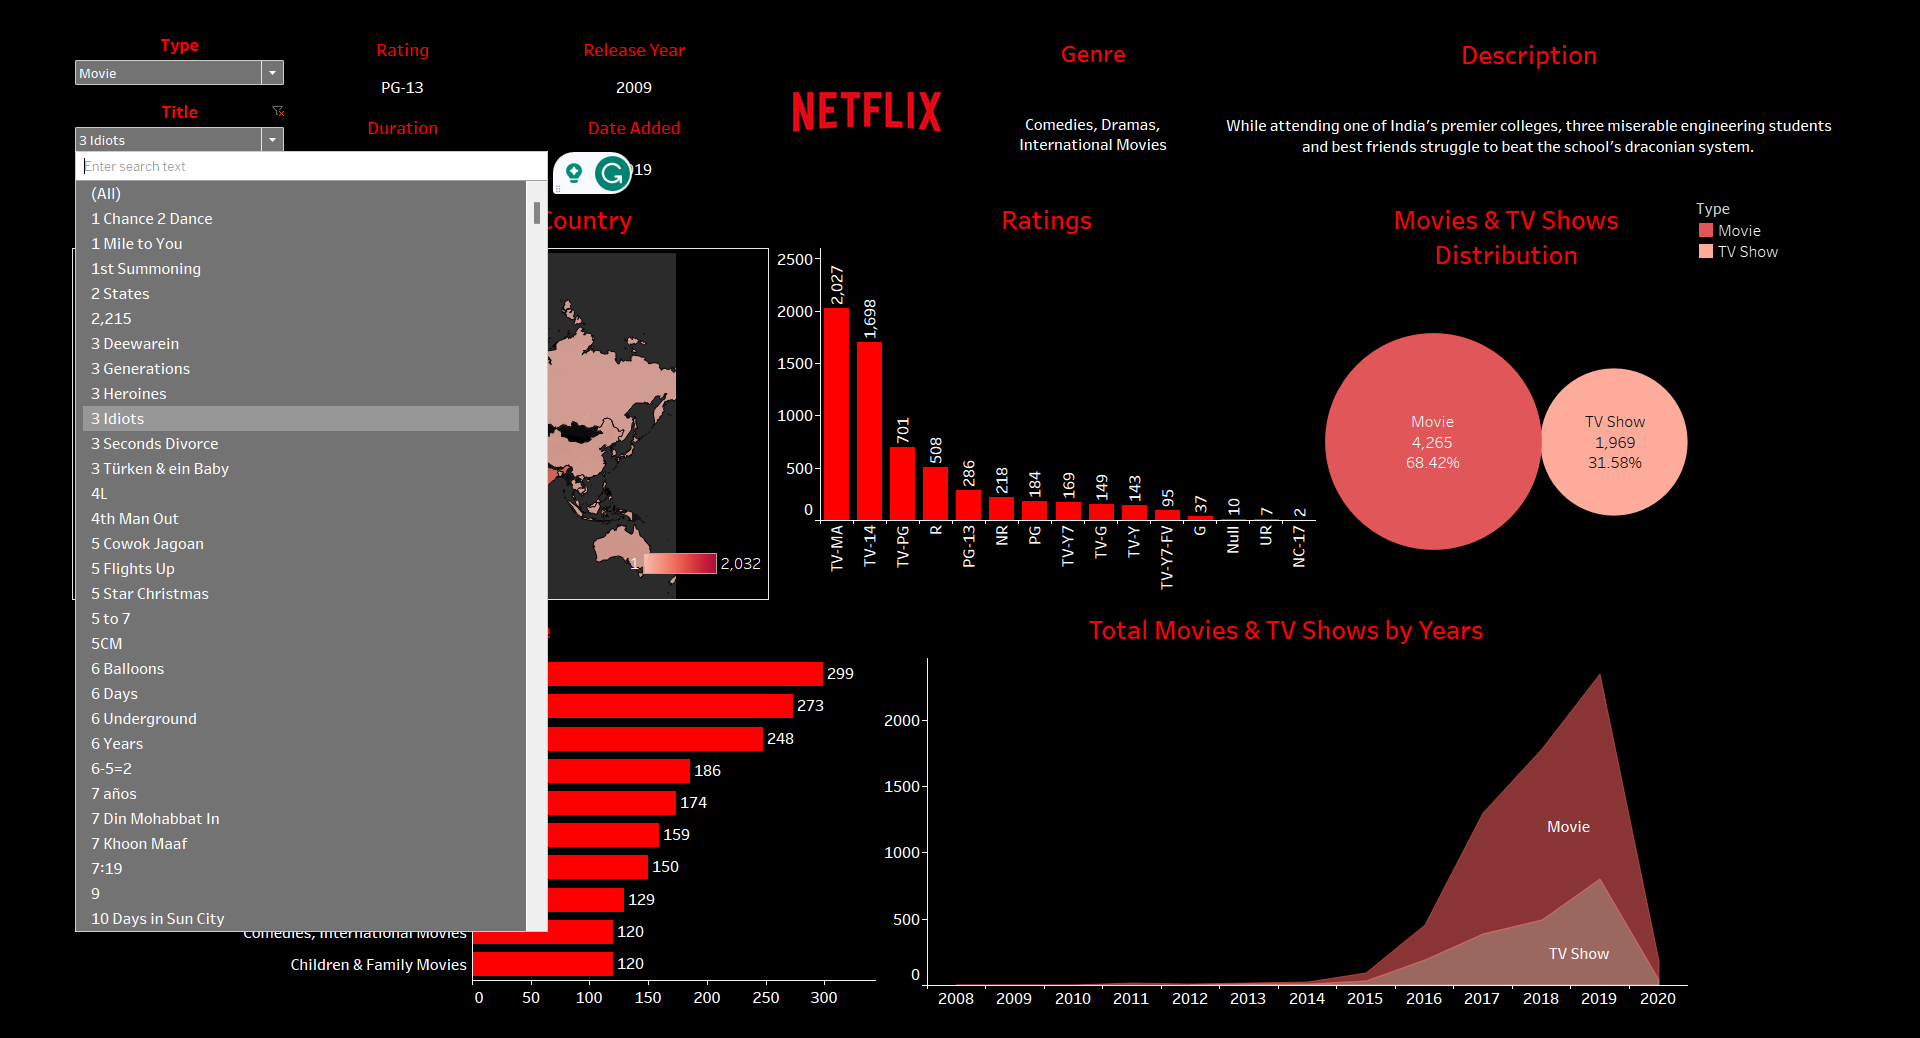 Type
Movie
Title
3 Idiots
Rating
PG-13
Duration
Release Year
2009
Date Added
19
NETFLIX
Genre
Comedies, Dramas,
International Movies
Description
While attending one of India's premier colleges, three miserable engineering students
and best friends struggle to beat the school's draconian system.
Enter search text
(All)
1 Chance 2 Dance
1 Mile to You
1st Summoning
2 States
2,215
3 Deewarein
3 Generations
3 Heroines
3 Idiots
3 Seconds Divorce
3 Türken & ein Baby
4L
4th Man Out
5 Cowok Jagoan
5 Flights Up
5 Star Christmas
5 to 7
5CM
6 Balloons
6 Days
6 Underground
6 Years
6-5=2
7 años
7 Din Mohabbat In
7 Khoon Maaf
7:19
9
10 Days in Sun City
Country
1
2,032
Ratings
2500
2000
1500
1000
500
0
2,027
1,698
701
508
286
218
184
169
149
143
95
37
10
7
2
TV-MA
TV-14
TV-PG
R
PG-13
NR
PG
TV-Y7
TV-G
TV-Y
TV-Y7-FV
G
Null
UR
NC-17
Movies & TV Shows
Distribution
Type
Movie
TV Show
Movie
4,265
68.42%
TV Show
1,969
31.58%
299
273
248
186
174
159
150
129
Comedies, International Movies
120
Children & Family Movies
120
0 50 100 150 200 250 300
Total Movies & TV Shows by Years
2000
1500
1000
500
0
Movie
TV Show
2008 2009 2010 2011 2012 2013 2014 2015 2016 2017 2018 2019 2020